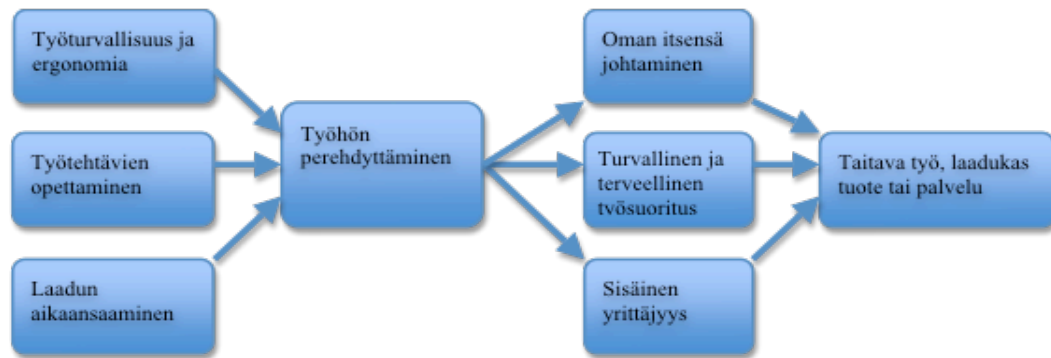 Työturvallisuus ja
ergonomia
Työtehtävien
opettaminen
Laadun
aikaansaaminen
Työhön
perehdyttäminen
Oman itsensä
johtaminen
Turvallinen ja
terveellinen
työsuoritus
Sisäinen
yrittäjyys
Taitava työ, laadukas
tuote tai palvelu